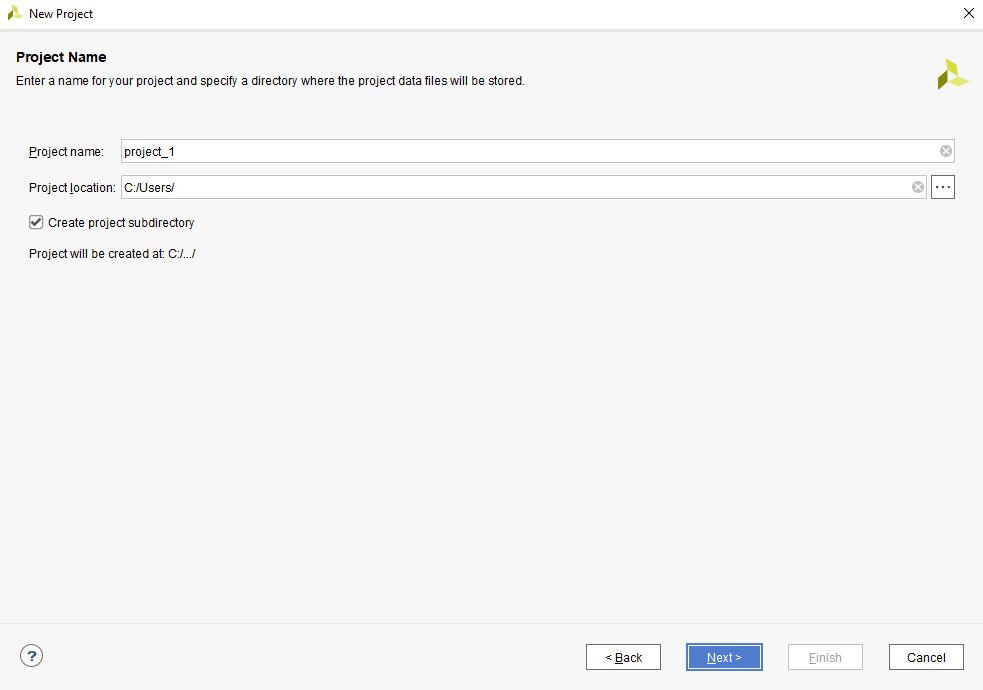 New Project
Project Name
Enter a name for your project and specify a directory where the project data files will be stored.
Project name: project_1
Project location: C:/Users/ ...
Create project subdirectory
Project will be created at: C:/.../
? < Back Next > Finish Cancel